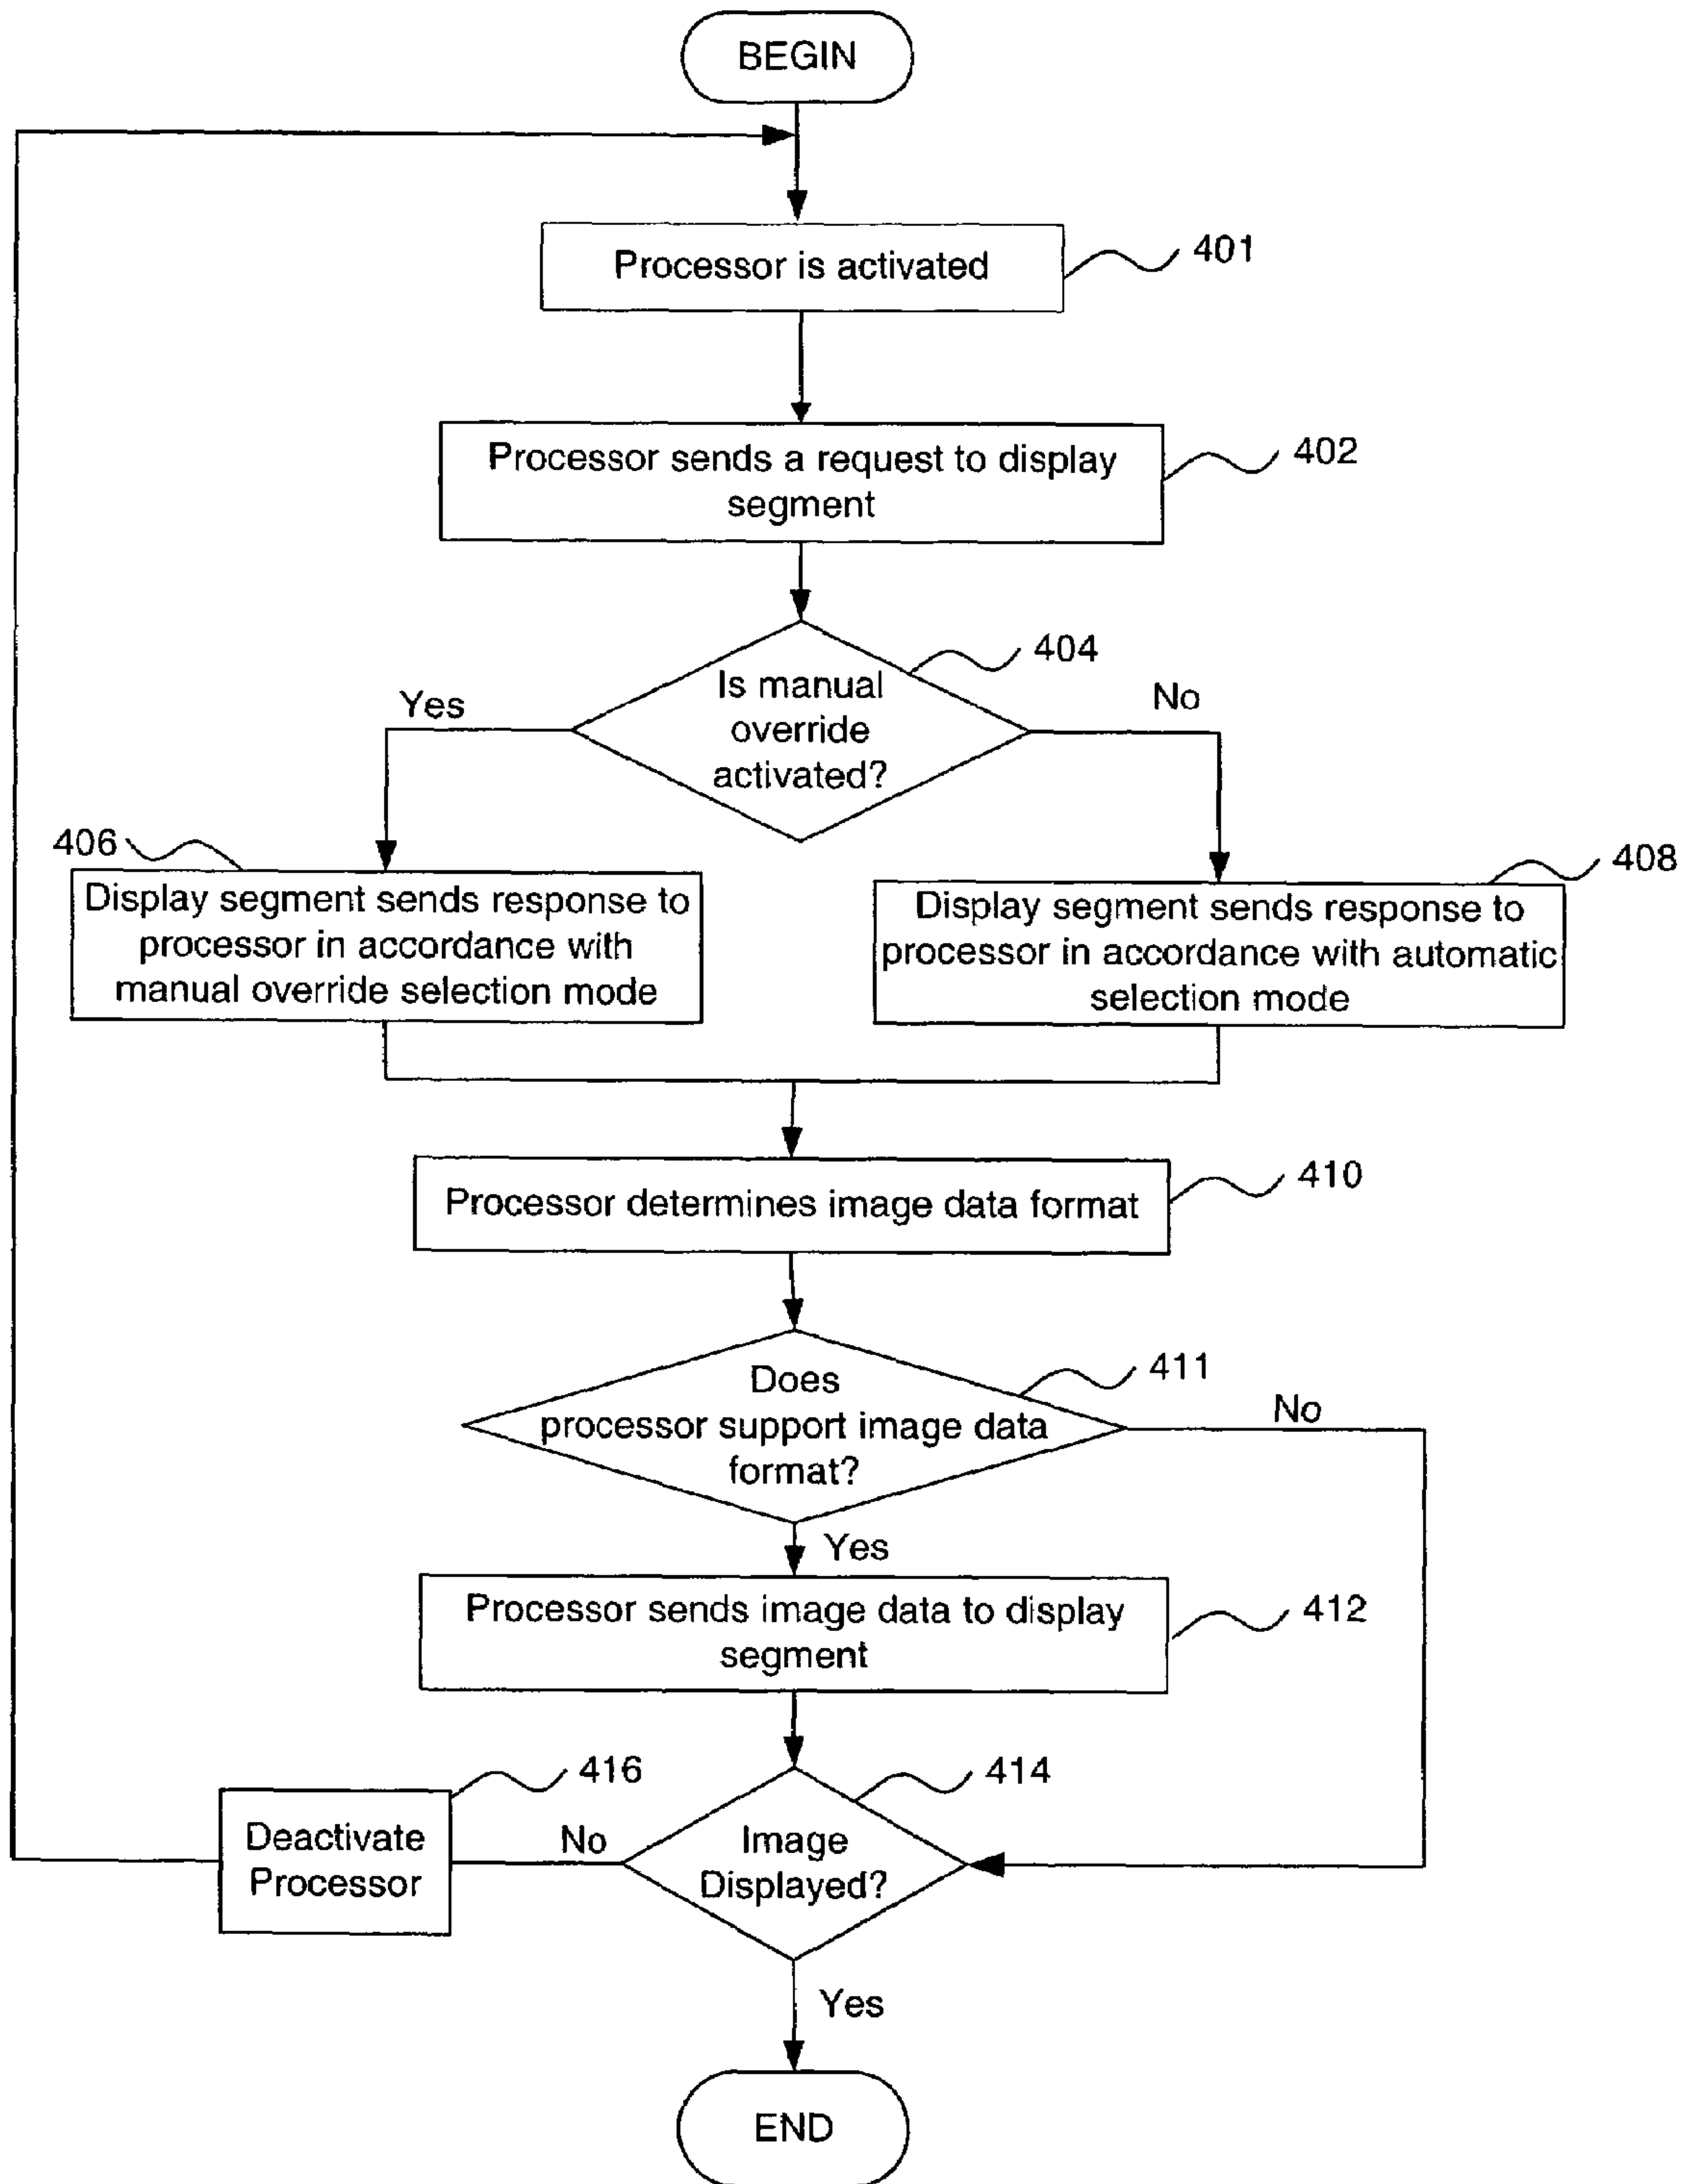 BEGIN
Processor is activated
401
Processor sends a request to display
segment
402
404
Is manual
override
activated?
Yes
No
406
Display segment sends response to
processor in accordance with
manual override selection mode
408
Display segment sends response to
processor in accordance with automatic
selection mode
Processor determines image data format
410
411
Does
processor support image data
format?
No
Yes
Processor sends image data to display
segment
412
416
Deactivate
Processor
No
414
Image
Displayed?
Yes
END